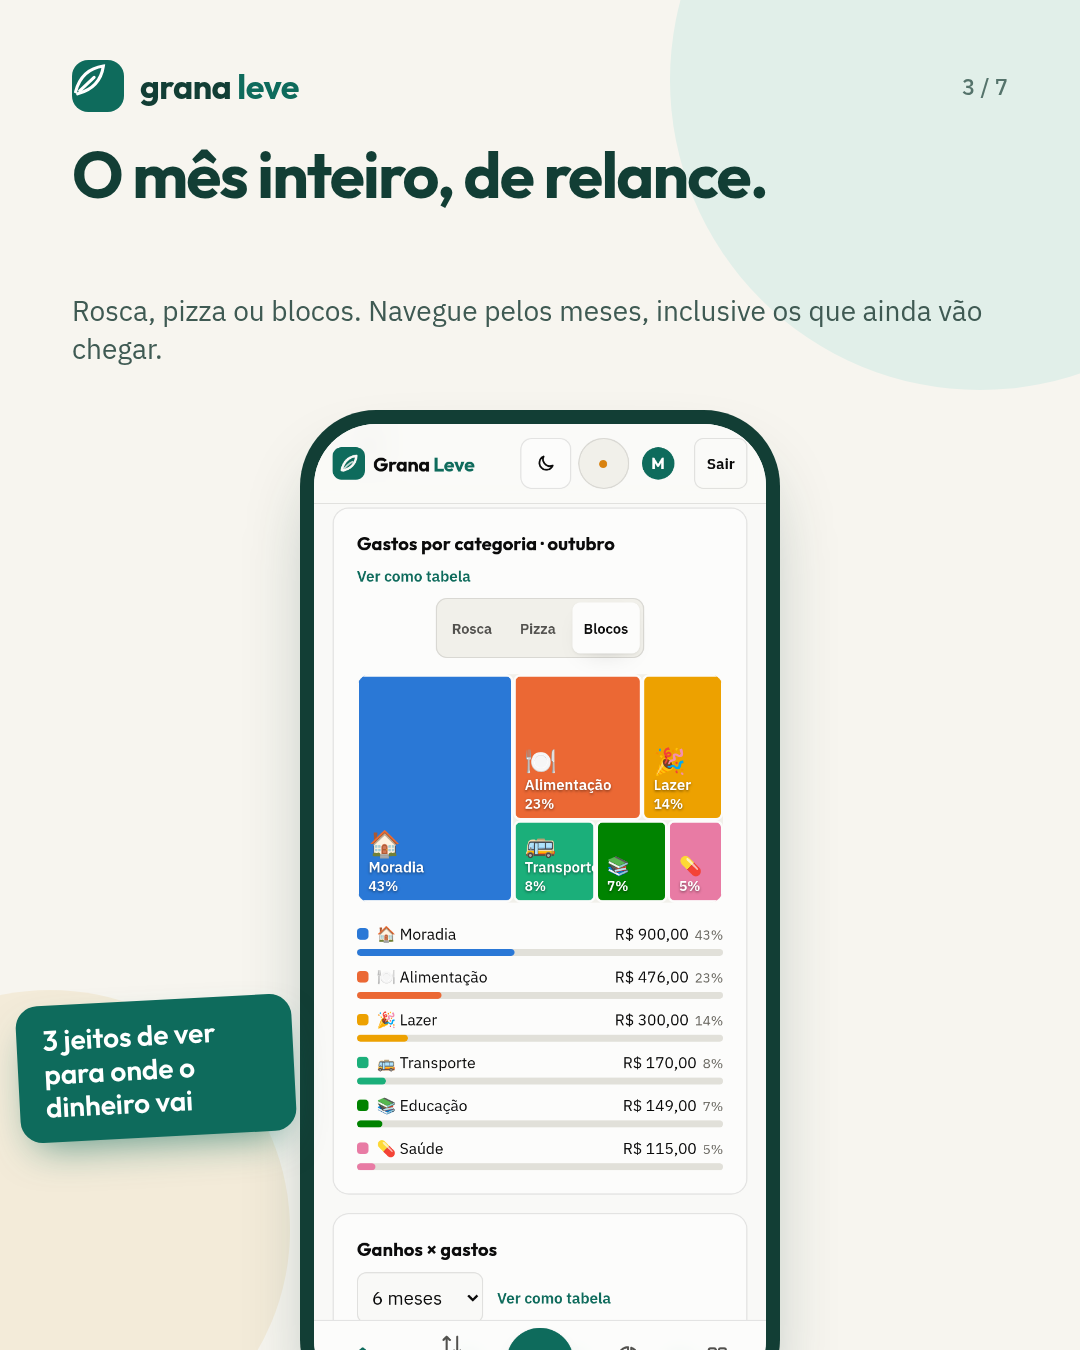 grana leve
3 / 7
O mês inteiro, de relance.
Rosca, pizza ou blocos. Navegue pelos meses, inclusive os que ainda vão
chegar.
Grana Leve
M
Sair
Gastos por categoria · outubro
Ver como tabela
Rosca Pizza Blocos
Moradia
43%
Alimentação
23%
Lazer
14%
Transporte
8%
7%
5%
Moradia R$ 900,00 43%
Alimentação R$ 476,00 23%
Lazer R$ 300,00 14%
Transporte R$ 170,00 8%
Educação R$ 149,00 7%
Saúde R$ 115,00 5%
3 jeitos de ver
para onde o
dinheiro vai
Ganhos × gastos
6 meses Ver como tabela